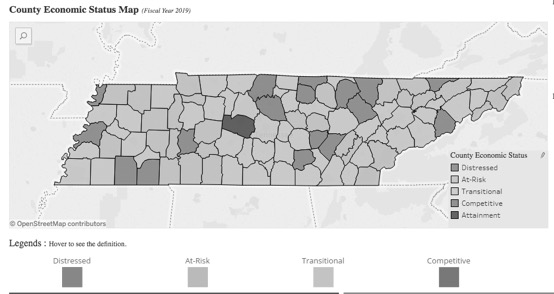 County Economic Status Map (Fiscal Year 2019)
County Economic Status
Distressed
At-Risk
Transitional
Competitive
Attainment
© OpenStreetMap contributors
Legends : Hover to see the definition.
Distressed At-Risk Transitional Competitive